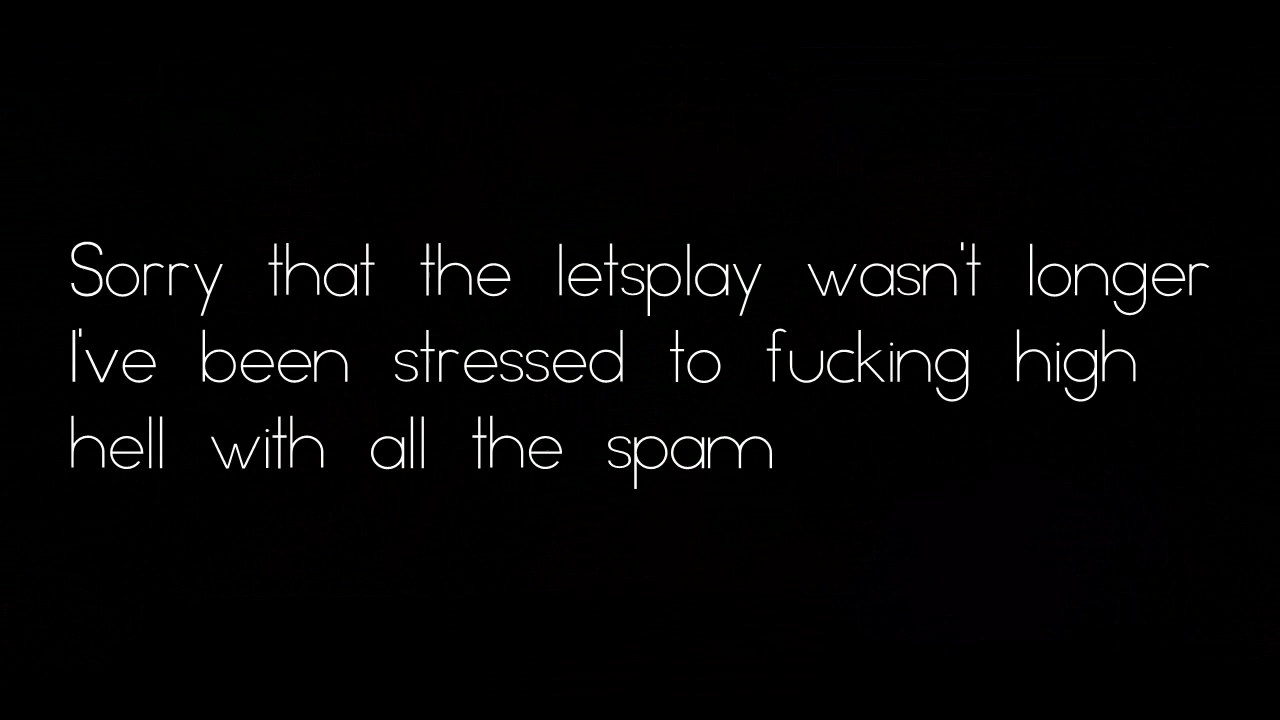 Sorry that the letsplay wasn't longer
I've been stressed to fucking high
hell with all the spam